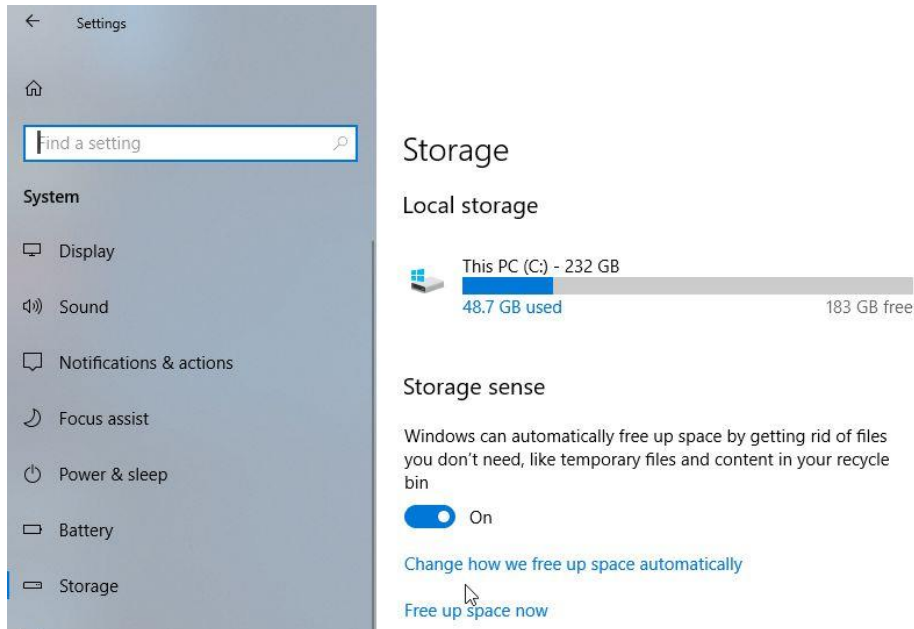 Settings
Find a setting
System
Display
Sound
Notifications & actions
Focus assist
Power & sleep
Battery
Storage
Storage
Local storage
This PC (C:) - 232 GB
48.7 GB used
183 GB free
Storage sense
Windows can automatically free up space by getting rid of files
you don't need, like temporary files and content in your recycle
bin
On
Change how we free up space automatically
Free up space now